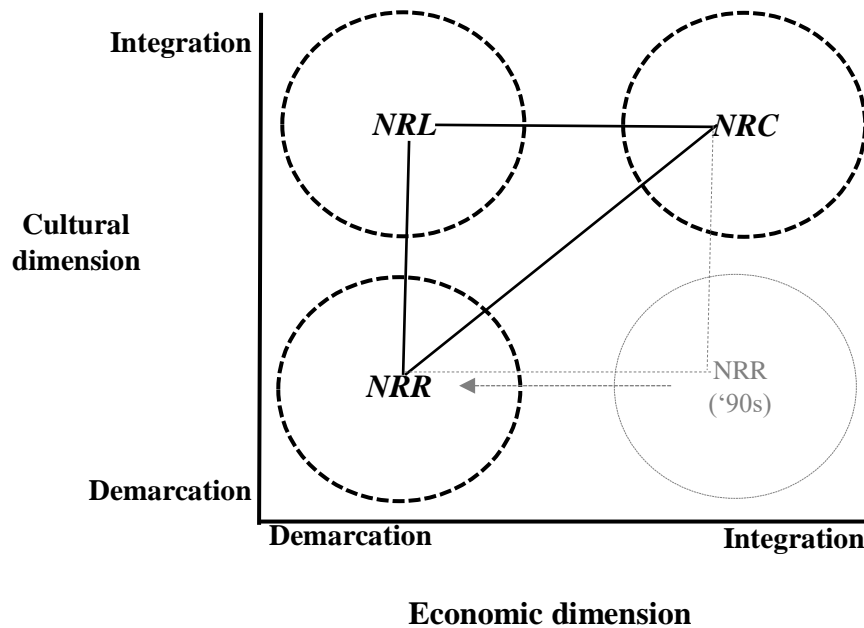 Integration
NRL
NRC
Cultural
dimension
NRR
NRR
(‘90s)
Demarcation
Demarcation
Integration
Economic dimension